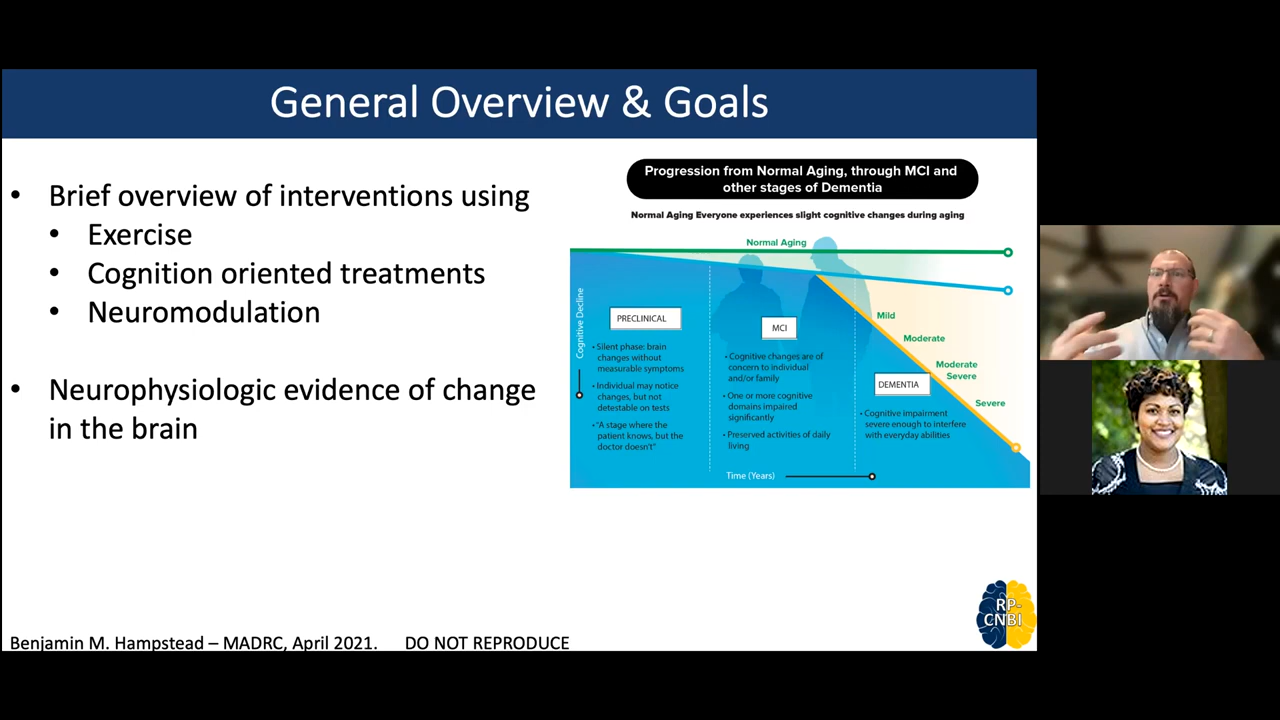 General Overview & Goals
• Brief overview of interventions using
• Exercise
• Cognition oriented treatments
• Neuromodulation
• Neurophysiologic evidence of change
in the brain
Progression from Normal Aging, through MCI and
other stages of Dementia
Normal Aging Everyone experiences slight cognitive changes during aging
Normal Aging
Cognitive Decline
PRECLINICAL
• Silent phase: brain
changes without
measurable symptoms
• Individual may notice
changes, but not
detestable on tests
• "A stage where the
patient knows, but the
doctor doesn't"
MCI
• Cognitive changes are of
concern to individual
and/or family
• One or more cognitive
domains impaired
significantly
• Preserved activities of daily
living
Mild
Moderate
Moderate
Severe
Severe
DEMENTIA
• Cognitive impairment
severe enough to interfere
with everyday abilities
Time (Years)
RP-
CNBI
Benjamin M. Hampstead – MADRC, April 2021. DO NOT REPRODUCE